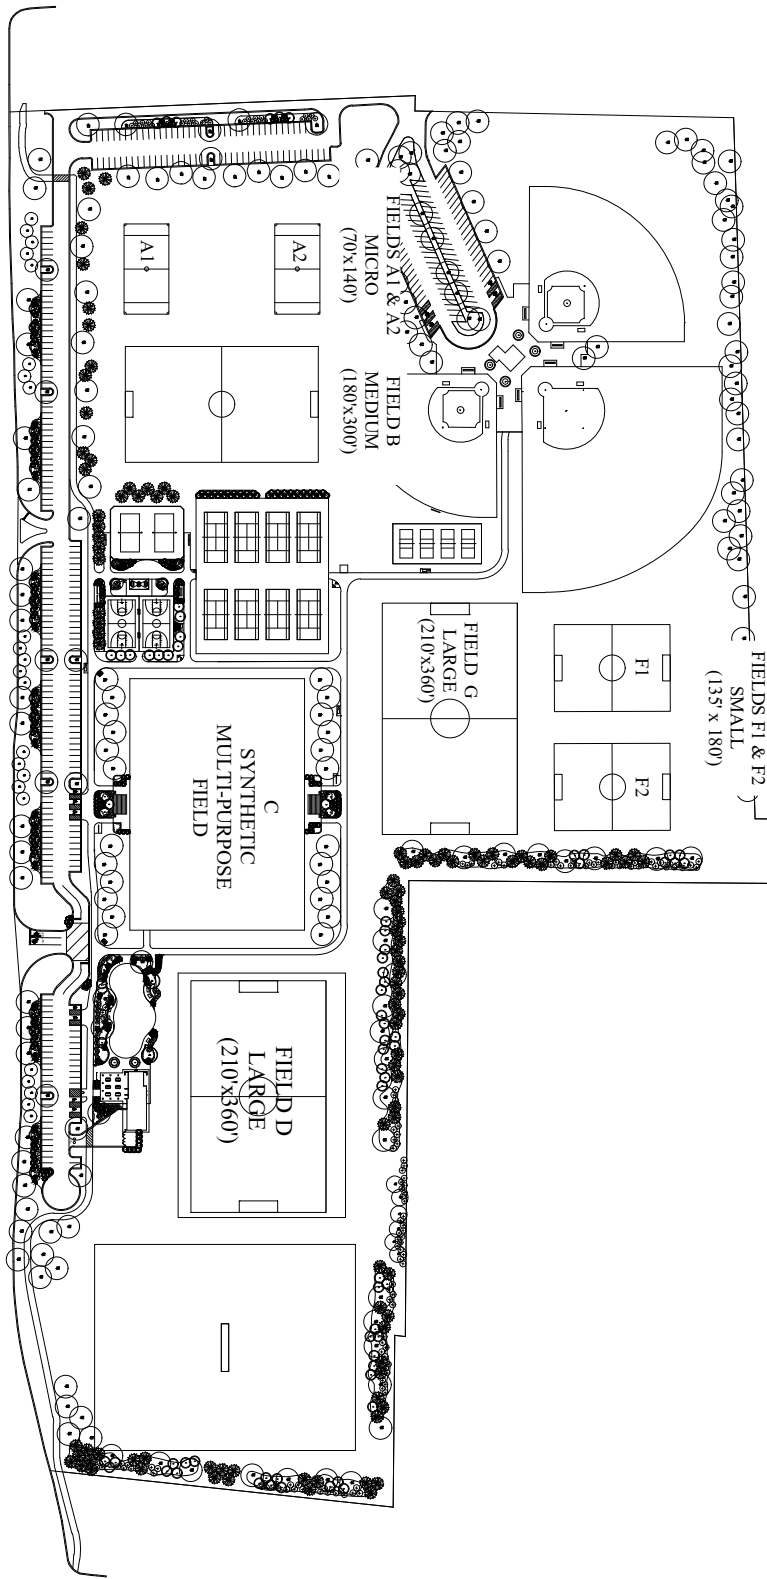 A1
A2
FIELDS A1 & A2
MICRO
(70'x140')
FIELD B
MEDIUM
(180'x300')
FIELD G
LARGE
(210'x360')
F1
F2
FIELDS F1 & F2
SMALL
(135' x 180')
C
SYNTHETIC
MULTI-PURPOSE
FIELD
FIELD D
LARGE
(210'x360')